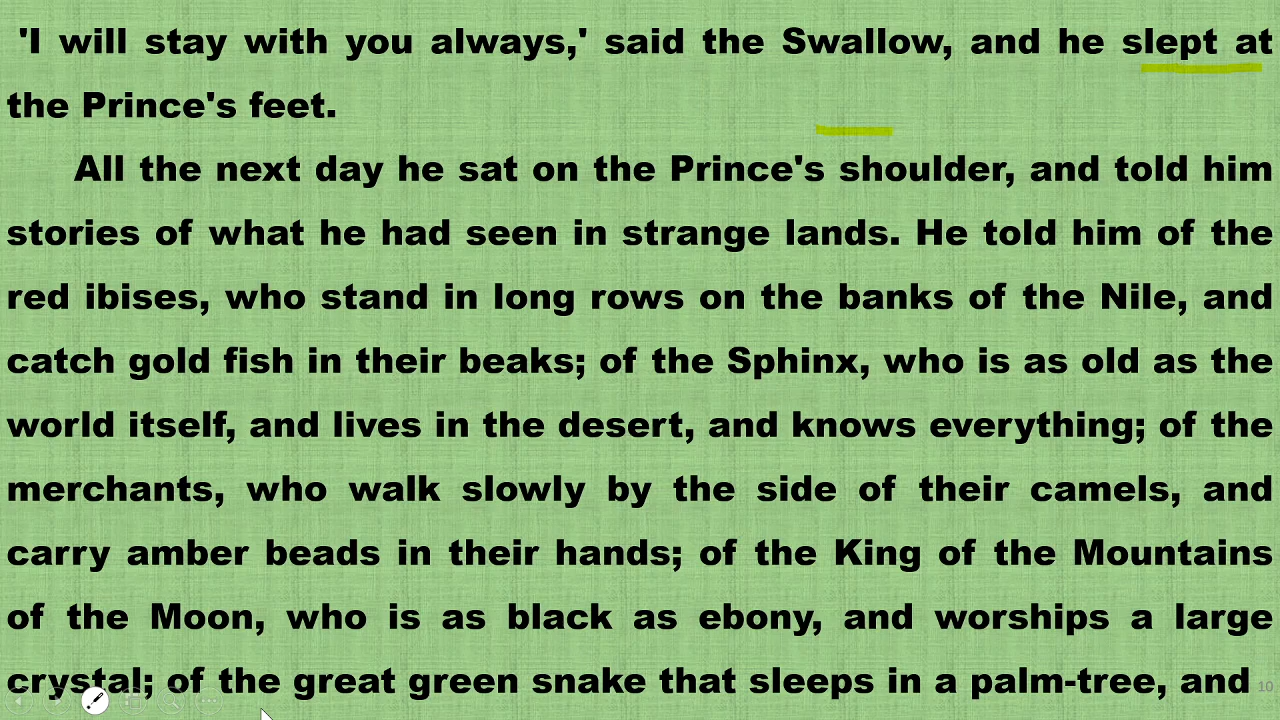 'I will stay with you always,' said the Swallow, and he slept at
the Prince's feet.
All the next day he sat on the Prince's shoulder, and told him
stories of what he had seen in strange lands. He told him of the
red ibises, who stand in long rows on the banks of the Nile, and
catch gold fish in their beaks; of the Sphinx, who is as old as the
world itself, and lives in the desert, and knows everything; of the
merchants, who walk slowly by the side of their camels, and
carry amber beads in their hands; of the King of the Mountains
of the Moon, who is as black as ebony, and worships a large
crystal; of the great green snake that sleeps in a palm-tree, and
10